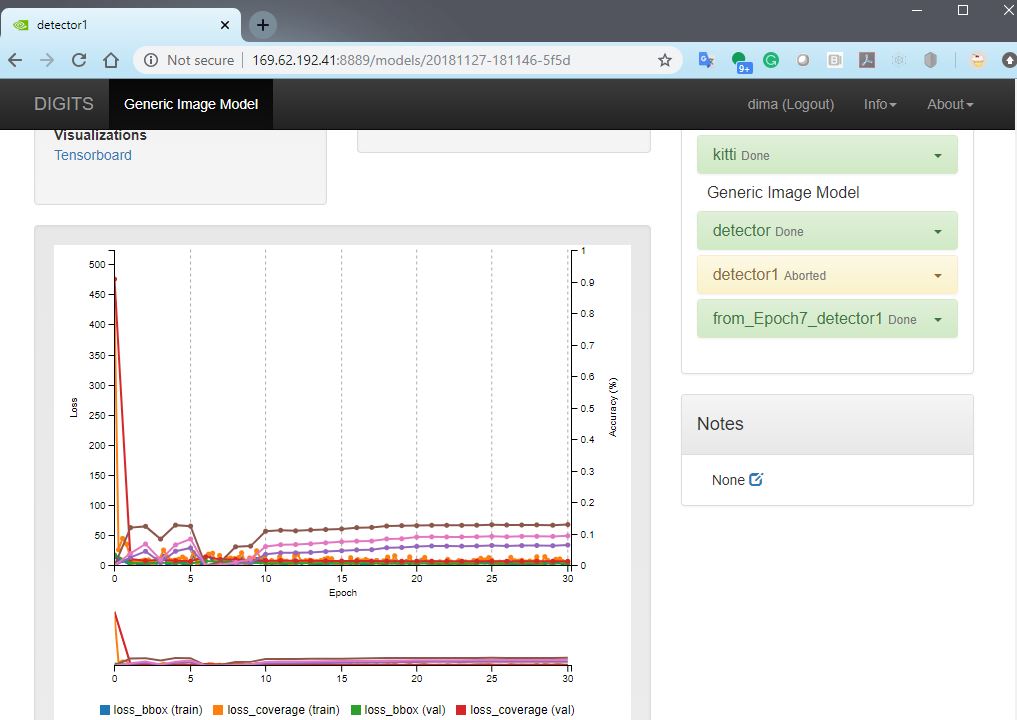 detector1
Not secure | 169.62.192.41:8889/models/20181127-181146-5f5d
9+
DIGITS Generic Image Model dima (Logout) Info About
Visualizations
Tensorboard
kitti Done
Generic Image Model
detector Done
detector1 Aborted
from_Epoch7_detector1 Done
Notes
None
500
450
400
350
300
250
200
150
100
50
0
Loss
1
0.9
0.8
0.7
0.6
0.5
0.4
0.3
0.2
0.1
0
Accuracy (%)
0 5 10 15 20 25 30
Epoch
0 5 10 15 20 25 30
loss_bbox (train) loss_coverage (train) loss_bbox (val) loss_coverage (val)